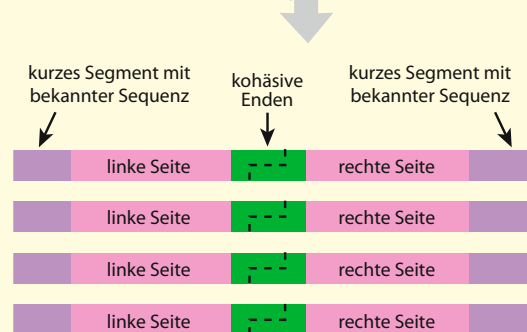 kurzes Segment mit
bekannter Sequenz
kohäsive
Enden
kurzes Segment mit
bekannter Sequenz
linke Seite rechte Seite
linke Seite rechte Seite
linke Seite rechte Seite
linke Seite rechte Seite